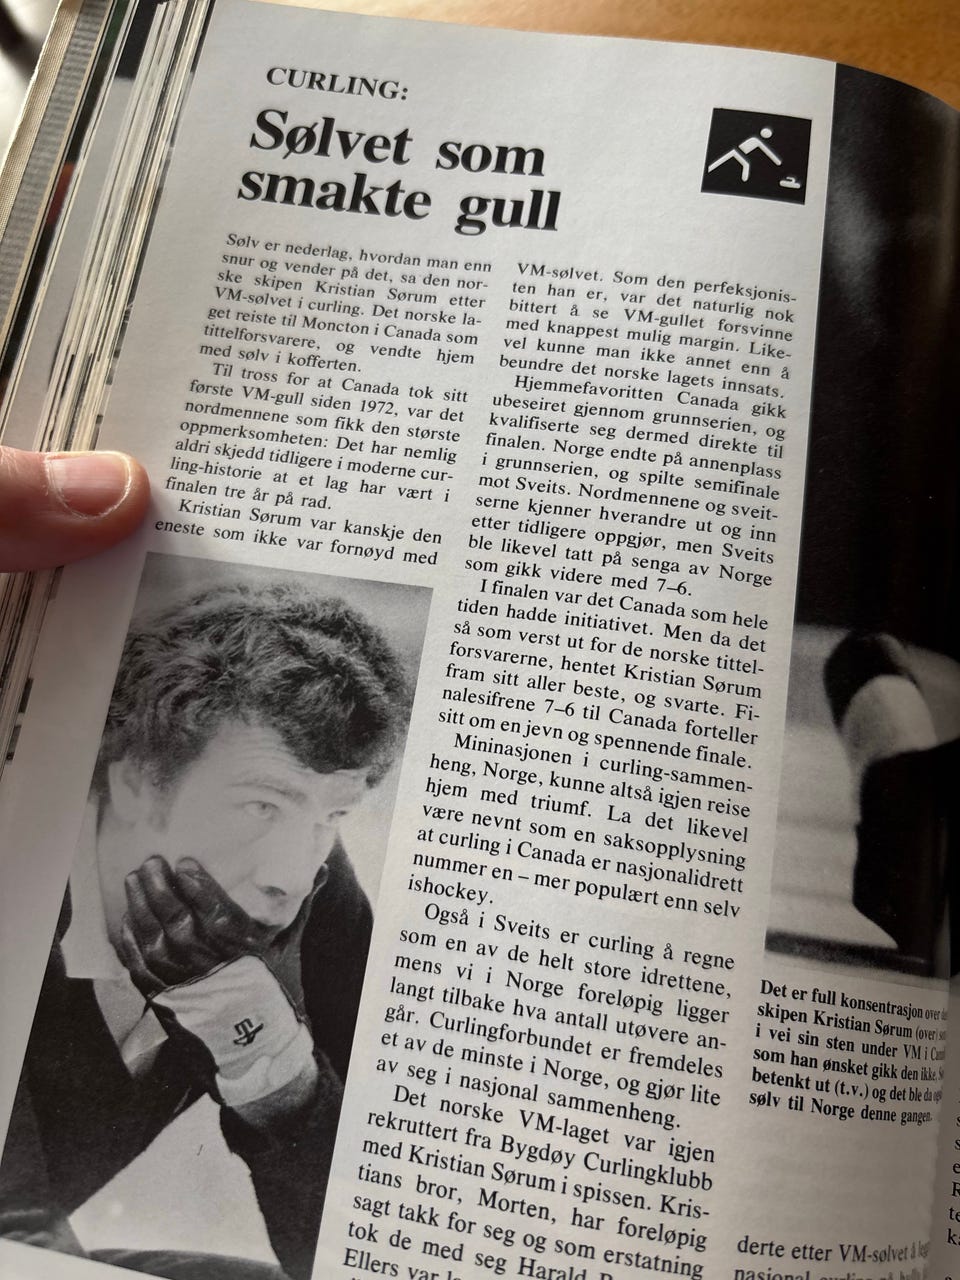 CURLING:
Sølvet som
smakte gull
Sølv er nederlag, hvordan man enn
snur og vender på det, sa den nor-
ske skipen Kristian Sørum etter
VM-sølvet i curling. Det norske la-
get reiste til Moncton i Canada som
tittelforsvarere, og vendte hjem
med sølv i kofferten.
Til tross for at Canada tok sitt
første VM-gull siden 1972, var det
nordmennene som fikk den største
oppmerksomheten: Det har nemlig
aldri skjedd tidligere i moderne cur-
ling-historie at et lag har vært i
finalen tre år på rad.
Kristian Sørum var kanskje den
eneste som ikke var fornøyd med
VM-sølvet. Som den perfeksjonis-
ten han er, var det naturlig nok
bittert å se VM-gullet forsvinne
med knappest mulig margin. Like-
vel kunne man ikke annet enn å
beundre det norske lagets innsats.
Hjemmefavoritten Canada gikk
ubeseiret gjennom grunnserien, og
kvalifiserte seg dermed direkte til
finalen. Norge endte på annenplass
i grunnserien, og spilte semifinale
mot Sveits. Nordmennene og sveit-
serne kjenner hverandre ut og inn
etter tidligere oppgjør, men Sveits
ble likevel tatt på senga av Norge
som gikk videre med 7–6.
I finalen var det Canada som hele
tiden hadde initiativet. Men da det
så som verst ut for de norske tittel-
forsvarerne, hentet Kristian Sørum
fram sitt aller beste, og svarte. Fi-
nalesifrene 7–6 til Canada forteller
sitt om en jevn og spennende finale.
Mininasjonen i curling-sammen-
heng, Norge, kunne altså igjen reise
hjem med triumf. La det likevel
være nevnt som en saksopplysning
at curling i Canada er nasjonalidrett
nummer en – mer populært enn selv
ishockey.
Også i Sveits er curling å regne
som en av de helt store idrettene,
mens vi i Norge foreløpig ligger
langt tilbake hva antall utøvere an-
går. Curlingforbundet er fremdeles
et av de minste i Norge, og gjør lite
av seg i nasjonal sammenheng.
Det norske VM-laget var igjen
rekruttert fra Bygdøy Curlingklubb
med Kristian Sørum i spissen. Kris-
tians bror, Morten, har foreløpig
sagt takk for seg og som erstatning
tok de med seg Harald
Ellers var
Det er full konsentrasjon over
skipen Kristian Sørum (over)
i vei sin sten under VM i
som han ønsket gikk den ikke.
betenkt ut (t.v.) og det ble da
sølv til Norge denne gangen.
derte etter VM-sølvet å